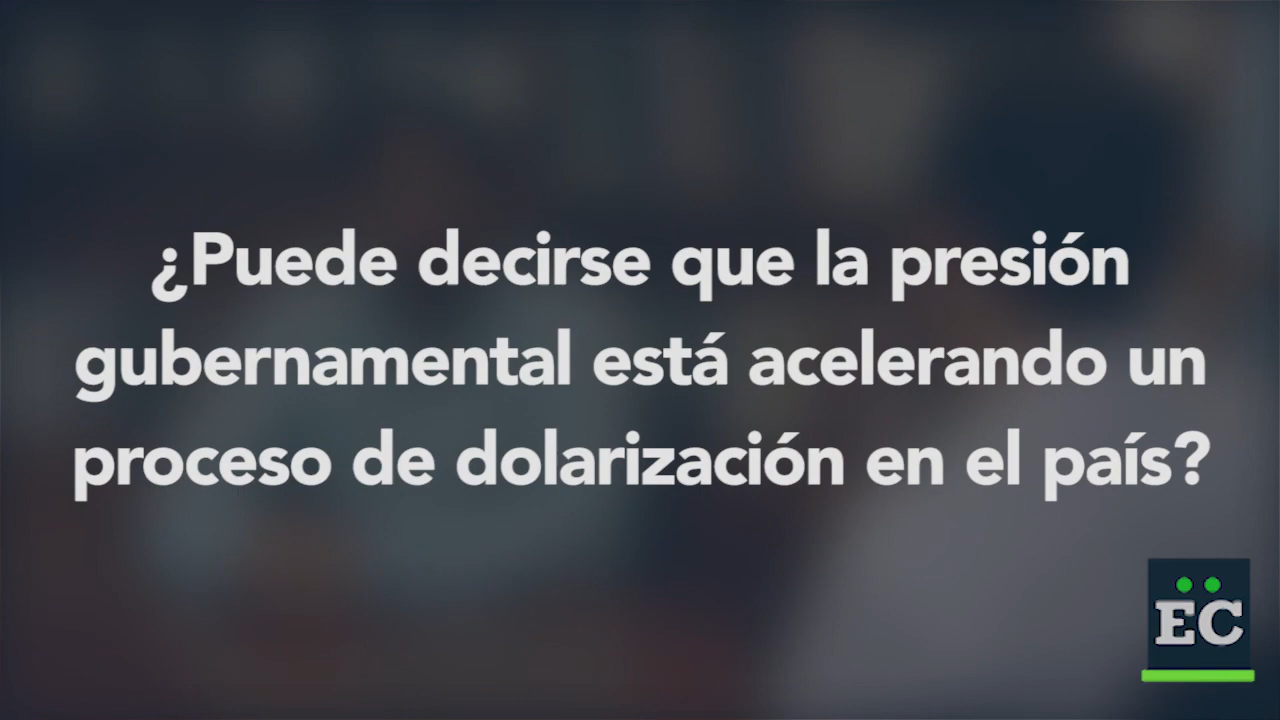 ¿Puede decirse que la presión
gubernamental está acelerando un
proceso de dolarización en el país?
EC